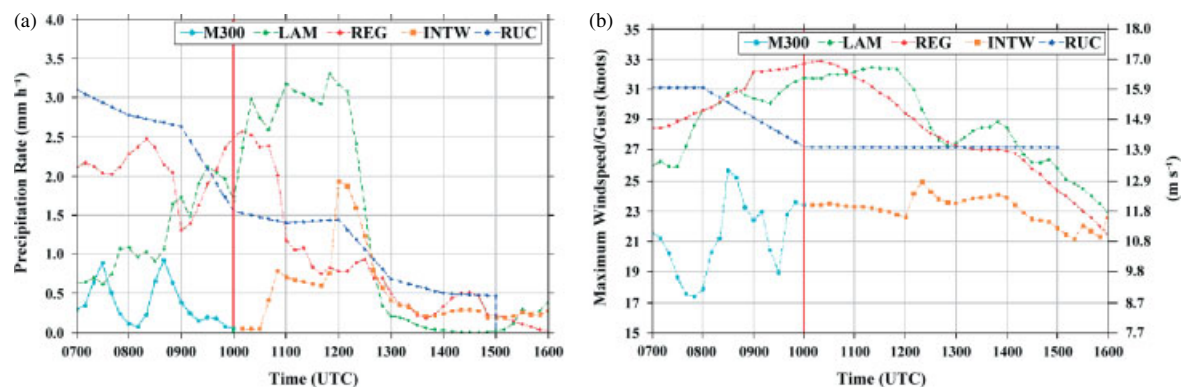 (a)
4.0
M300 LAM REG INTW RUC
3.5
3.0
2.5
2.0
1.5
1.0
0.5
0.0
Precipitation Rate (mm h⁻¹)
0700 0800 0900 1000 1100 1200 1300 1400 1500 1600
Time (UTC)
(b)
35 18.0
M300 LAM REG INTW RUC
33 17.0
31 15.9
29 14.9
27 13.9
25 12.9
23 11.8
21 10.8
19 9.8
17 8.7
15 7.7
Maximum Windspeed/Gust (knots)
(m s⁻¹)
0700 0800 0900 1000 1100 1200 1300 1400 1500 1600
Time (UTC)